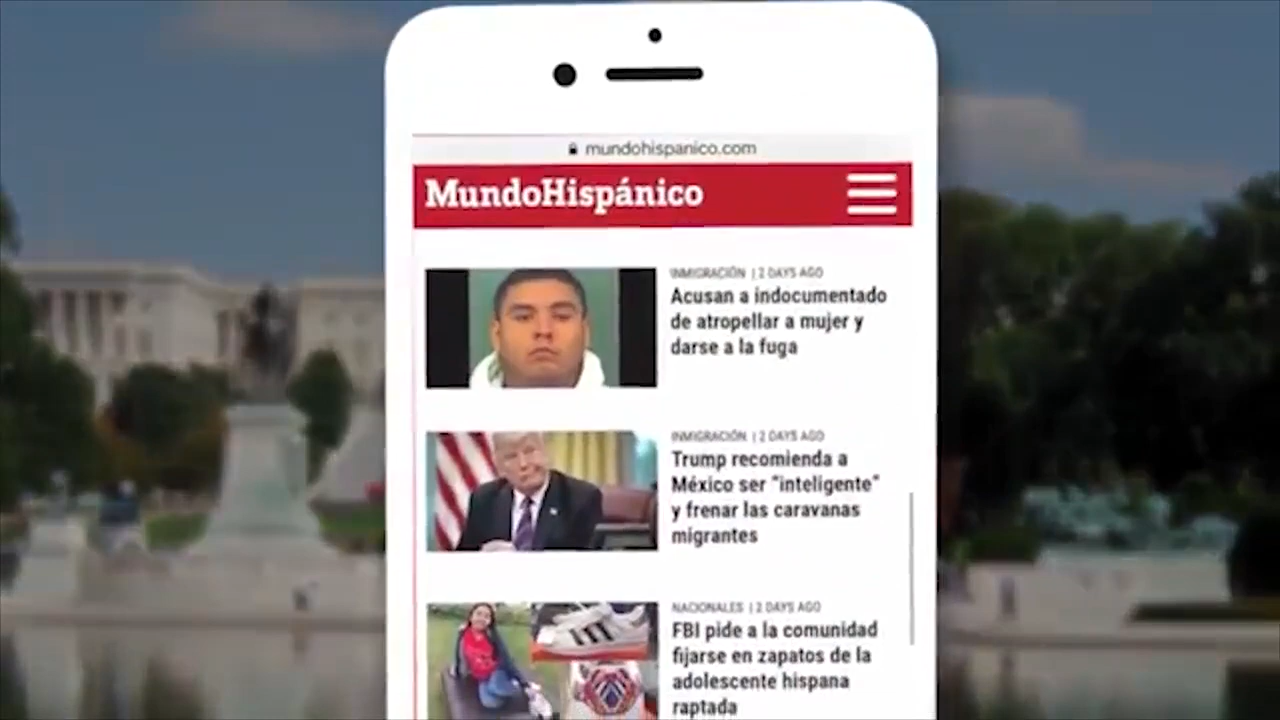 mundohispanico.com
MundoHispánico
INMIGRACIÓN | 2 DAYS AGO
Acusan a indocumentado
de atropellar a mujer y
darse a la fuga
INMIGRACIÓN | 2 DAYS AGO
Trump recomienda a
México ser "inteligente"
y frenar las caravanas
migrantes
NACIONALES | 2 DAYS AGO
FBI pide a la comunidad
fijarse en zapatos de la
adolescente hispana
raptada